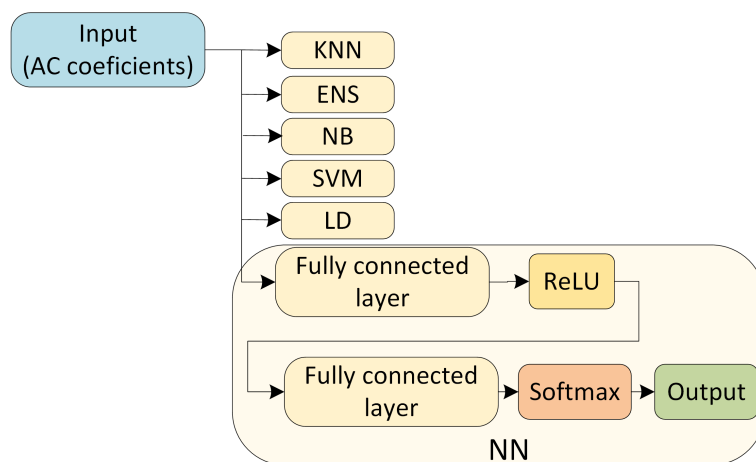 Input
(AC coeficients)
KNN
ENS
NB
SVM
LD
Fully connected
layer
ReLU
Fully connected
layer
Softmax
Output
NN